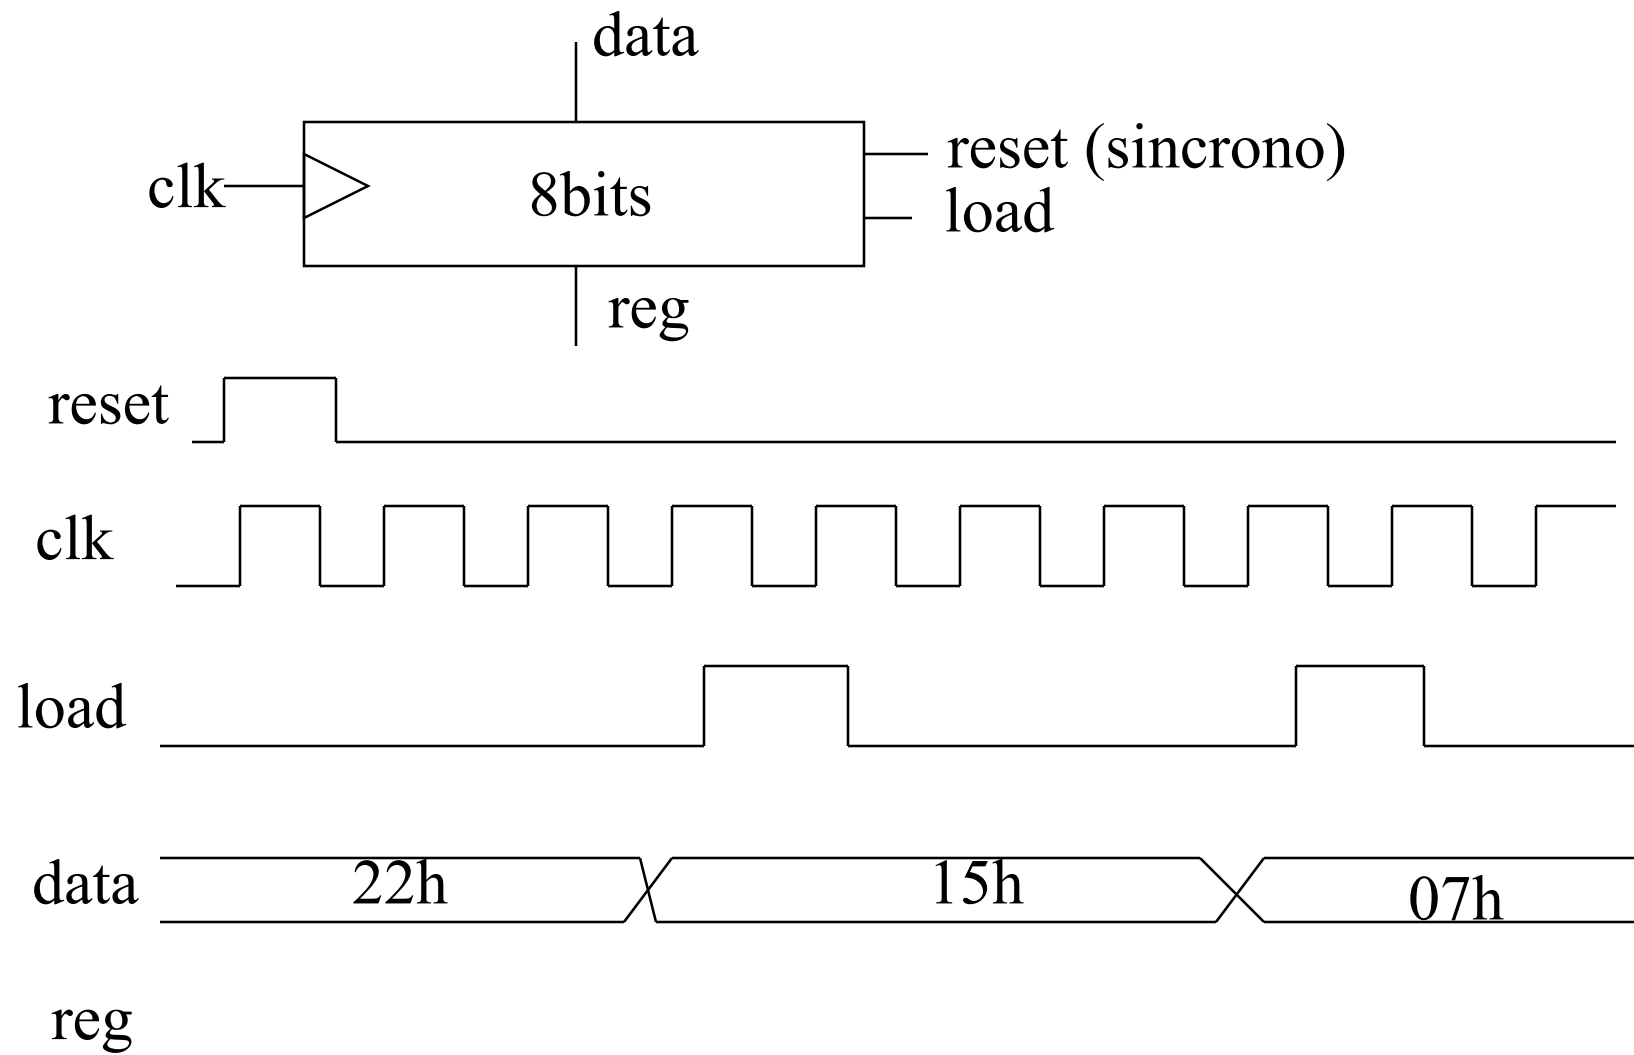 data
reset (sincrono)
clk
8bits
load
reg
reset
clk
load
data
22h
15h
07h
reg